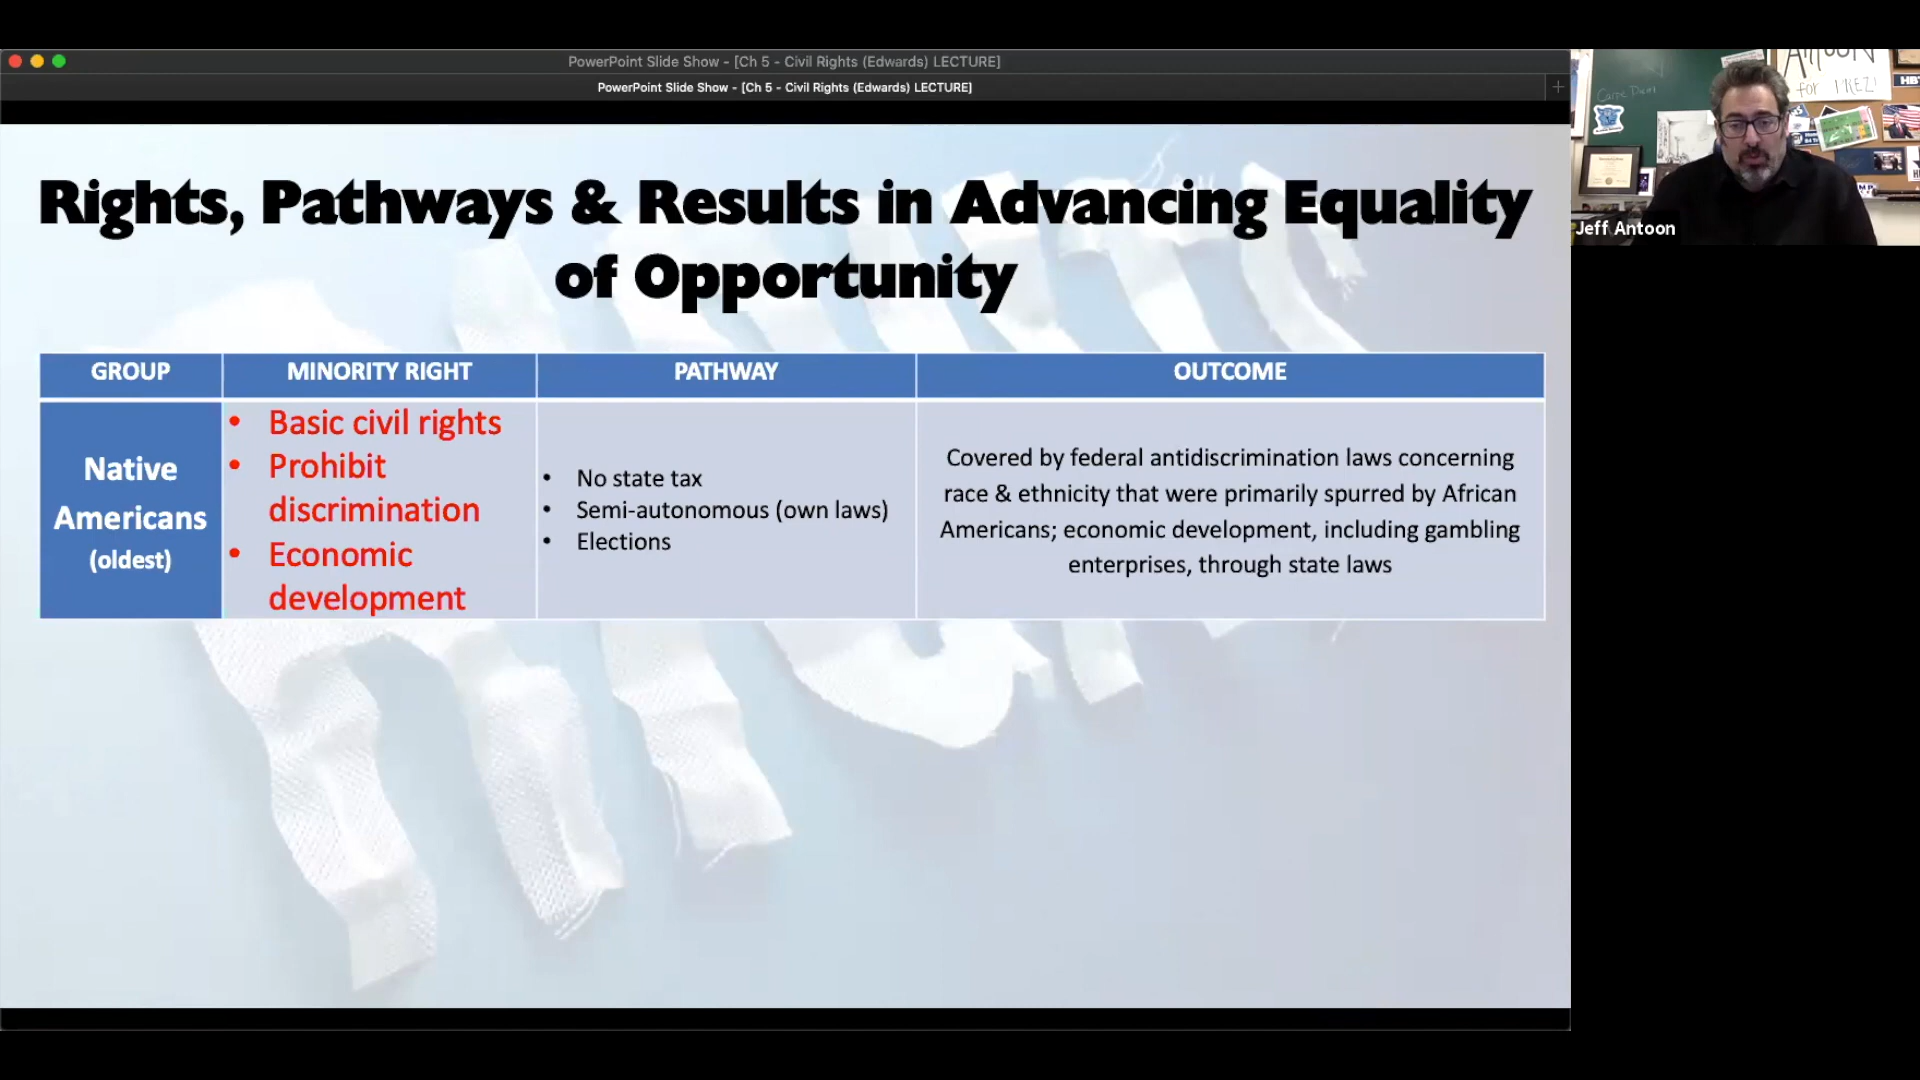 PowerPoint Slide Show - [Ch 5 - Civil Rights (Edwards) LECTURE]
PowerPoint Slide Show - [Ch 5 - Civil Rights (Edwards) LECTURE]
Rights, Pathways & Results in Advancing Equality
of Opportunity
GROUP
MINORITY RIGHT
PATHWAY
OUTCOME
Native
Americans
(oldest)
• Basic civil rights
• Prohibit
discrimination
• Economic
development
• No state tax
• Semi-autonomous (own laws)
• Elections
Covered by federal antidiscrimination laws concerning
race & ethnicity that were primarily spurred by African
Americans; economic development, including gambling
enterprises, through state laws
for PREZ!
Jeff Antoon